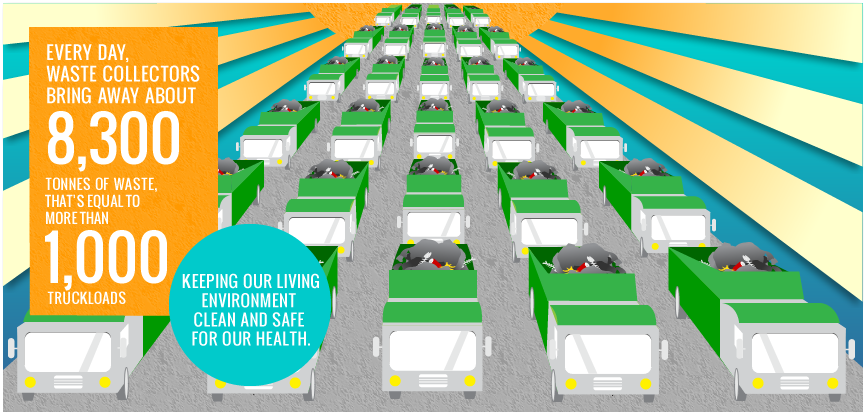 EVERY DAY,
WASTE COLLECTORS
BRING AWAY ABOUT
8,300
TONNES OF WASTE,
THAT'S EQUAL TO
MORE THAN
1,000
TRUCKLOADS
KEEPING OUR LIVING
ENVIRONMENT
CLEAN AND SAFE
FOR OUR HEALTH.